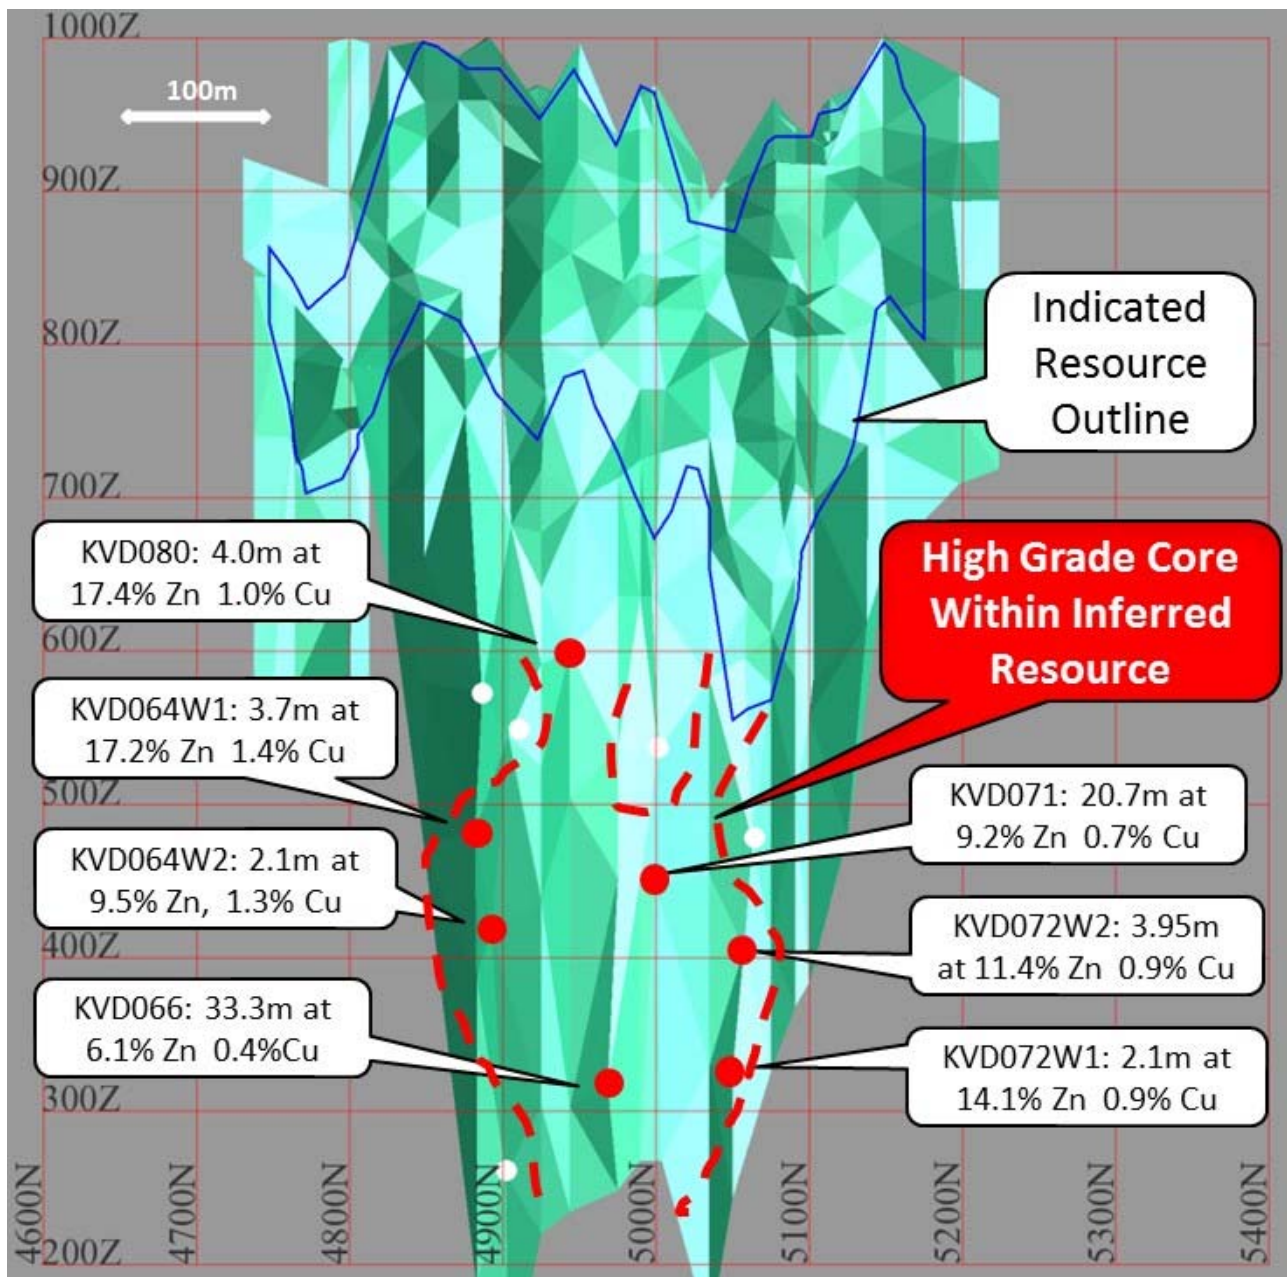 1000Z
100m
900Z
Indicated
Resource
Outline
800Z
700Z
KVD080: 4.0m at
17.4% Zn 1.0% Cu
High Grade Core
Within Inferred
Resource
600Z
KVD064W1: 3.7m at
17.2% Zn 1.4% Cu
500Z
KVD071: 20.7m at
9.2% Zn 0.7% Cu
KVD064W2: 2.1m at
9.5% Zn, 1.3% Cu
KVD072W2: 3.95m
at 11.4% Zn 0.9% Cu
400Z
KVD066: 33.3m at
6.1% Zn 0.4%Cu
KVD072W1: 2.1m at
14.1% Zn 0.9% Cu
300Z
200Z
4600N
4700N
4800N
4900N
5000N
5100N
5200N
5300N
5400N